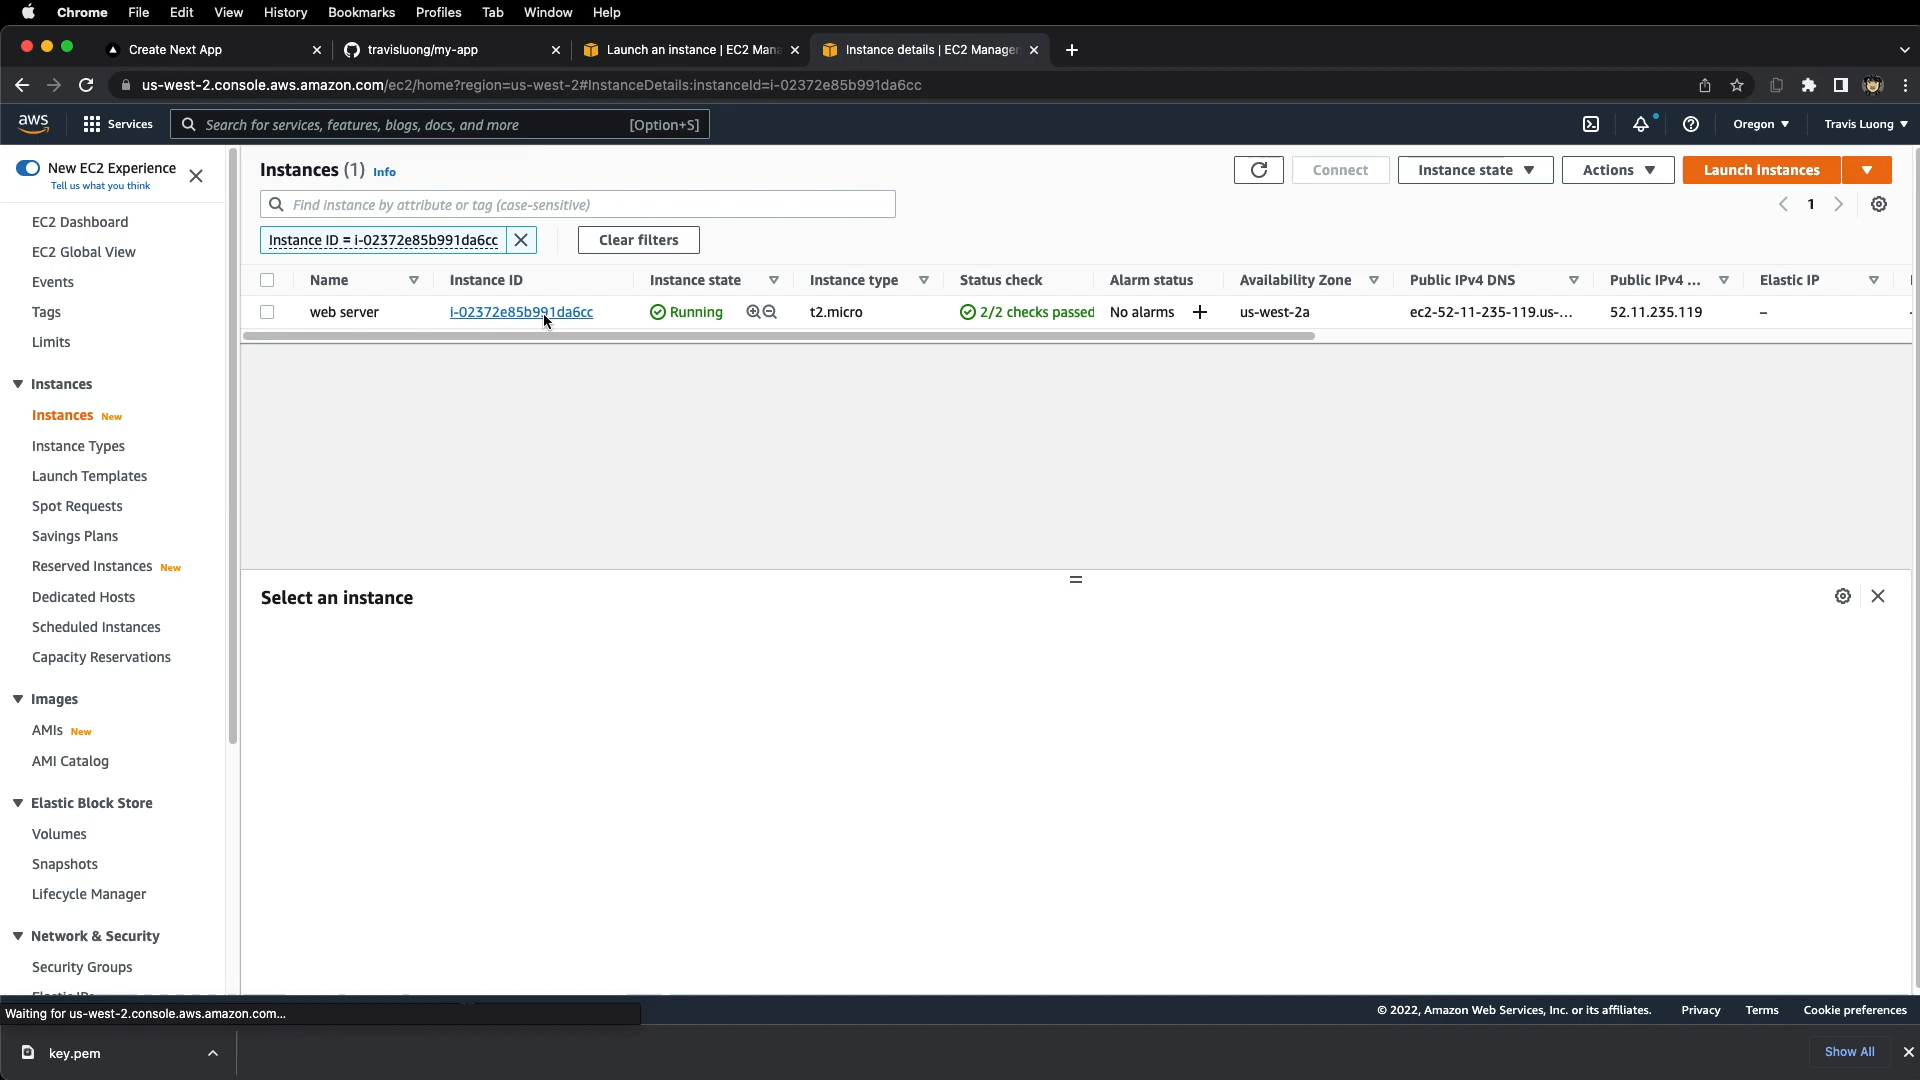 Chrome File Edit View History Bookmarks Profiles Tab Window Help
Create Next App
travisluong/my-app
Launch an instance | EC2 Mana
Instance details | EC2 Manager
us-west-2.console.aws.amazon.com/ec2/home?region=us-west-2#InstanceDetails:instanceId=i-02372e85b991da6cc
aws Services Search for services, features, blogs, docs, and more [Option+S] Oregon Travis Luong
New EC2 Experience
Tell us what you think
EC2 Dashboard
EC2 Global View
Events
Tags
Limits
Instances
Instances New
Instance Types
Launch Templates
Spot Requests
Savings Plans
Reserved Instances New
Dedicated Hosts
Scheduled Instances
Capacity Reservations
Images
AMIs New
AMI Catalog
Elastic Block Store
Volumes
Snapshots
Lifecycle Manager
Network & Security
Security Groups
Instances (1) Info
Connect Instance state Actions Launch instances
Find instance by attribute or tag (case-sensitive)
1
Instance ID = i-02372e85b991da6cc
Clear filters
Name Instance ID Instance state Instance type Status check Alarm status Availability Zone Public IPv4 DNS Public IPv4 ... Elastic IP
web server i-02372e85b991da6cc Running t2.micro 2/2 checks passed No alarms + us-west-2a ec2-52-11-235-119.us-... 52.11.235.119 –
Select an instance
Waiting for us-west-2.console.aws.amazon.com...
© 2022, Amazon Web Services, Inc. or its affiliates. Privacy Terms Cookie preferences
key.pem
Show All